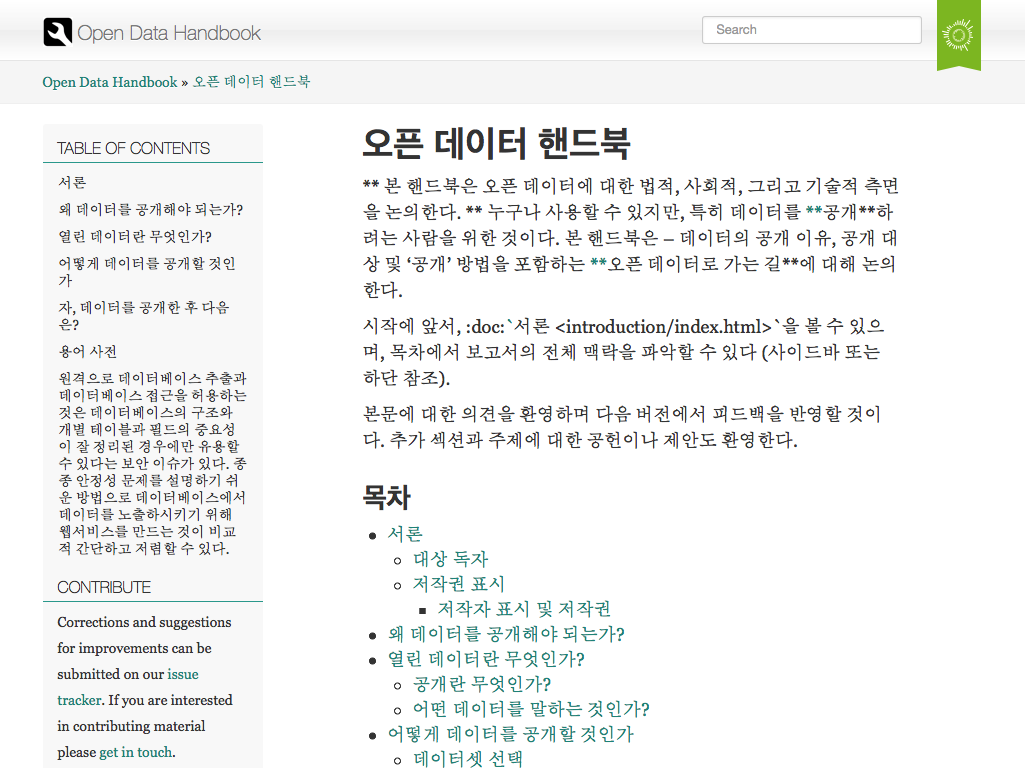 Open Data Handbook
Search
Open Data Handbook » 오픈 데이터 핸드북
TABLE OF CONTENTS
서론
왜 데이터를 공개해야 되는가?
열린 데이터란 무엇인가?
어떻게 데이터를 공개할 것인
가
자, 데이터를 공개한 후 다음
은?
용어 사전
원격으로 데이터베이스 추출과
데이터베이스 접근을 허용하는
것은 데이터베이스의 구조와
개별 테이블과 필드의 중요성
이 잘 정리된 경우에만 유용할
수 있다는 보안 이슈가 있다. 종
종 안정성 문제를 설명하기 쉬
운 방법으로 데이터베이스에서
데이터를 노출하시키기 위해
웹서비스를 만드는 것이 비교
적 간단하고 저렴할 수 있다.
CONTRIBUTE
Corrections and suggestions
for improvements can be
submitted on our issue
tracker. If you are interested
in contributing material
please get in touch.
오픈 데이터 핸드북
** 본 핸드북은 오픈 데이터에 대한 법적, 사회적, 그리고 기술적 측면
을 논의한다. ** 누구나 사용할 수 있지만, 특히 데이터를 **공개**하
려는 사람을 위한 것이다. 본 핸드북은 – 데이터의 공개 이유, 공개 대
상 및 ‘공개’ 방법을 포함하는 **오픈 데이터로 가는 길**에 대해 논의
한다.
시작에 앞서, :doc:`서론 <introduction/index.html>`을 볼 수 있으
며, 목차에서 보고서의 전체 맥락을 파악할 수 있다 (사이드바 또는
하단 참조).
본문에 대한 의견을 환영하며 다음 버전에서 피드백을 반영할 것이
다. 추가 섹션과 주제에 대한 공헌이나 제안도 환영한다.
목차
서론
대상 독자
저작권 표시
저작자 표시 및 저작권
왜 데이터를 공개해야 되는가?
열린 데이터란 무엇인가?
공개란 무엇인가?
어떤 데이터를 말하는 것인가?
어떻게 데이터를 공개할 것인가
데이터셋 선택